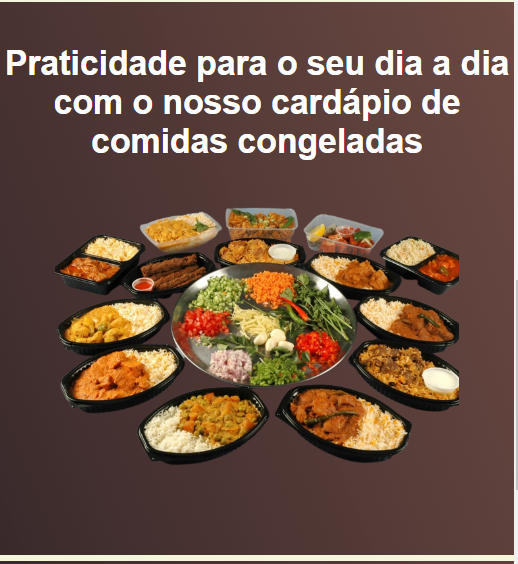 Praticidade para o seu dia a dia
com o nosso cardápio de
comidas congeladas